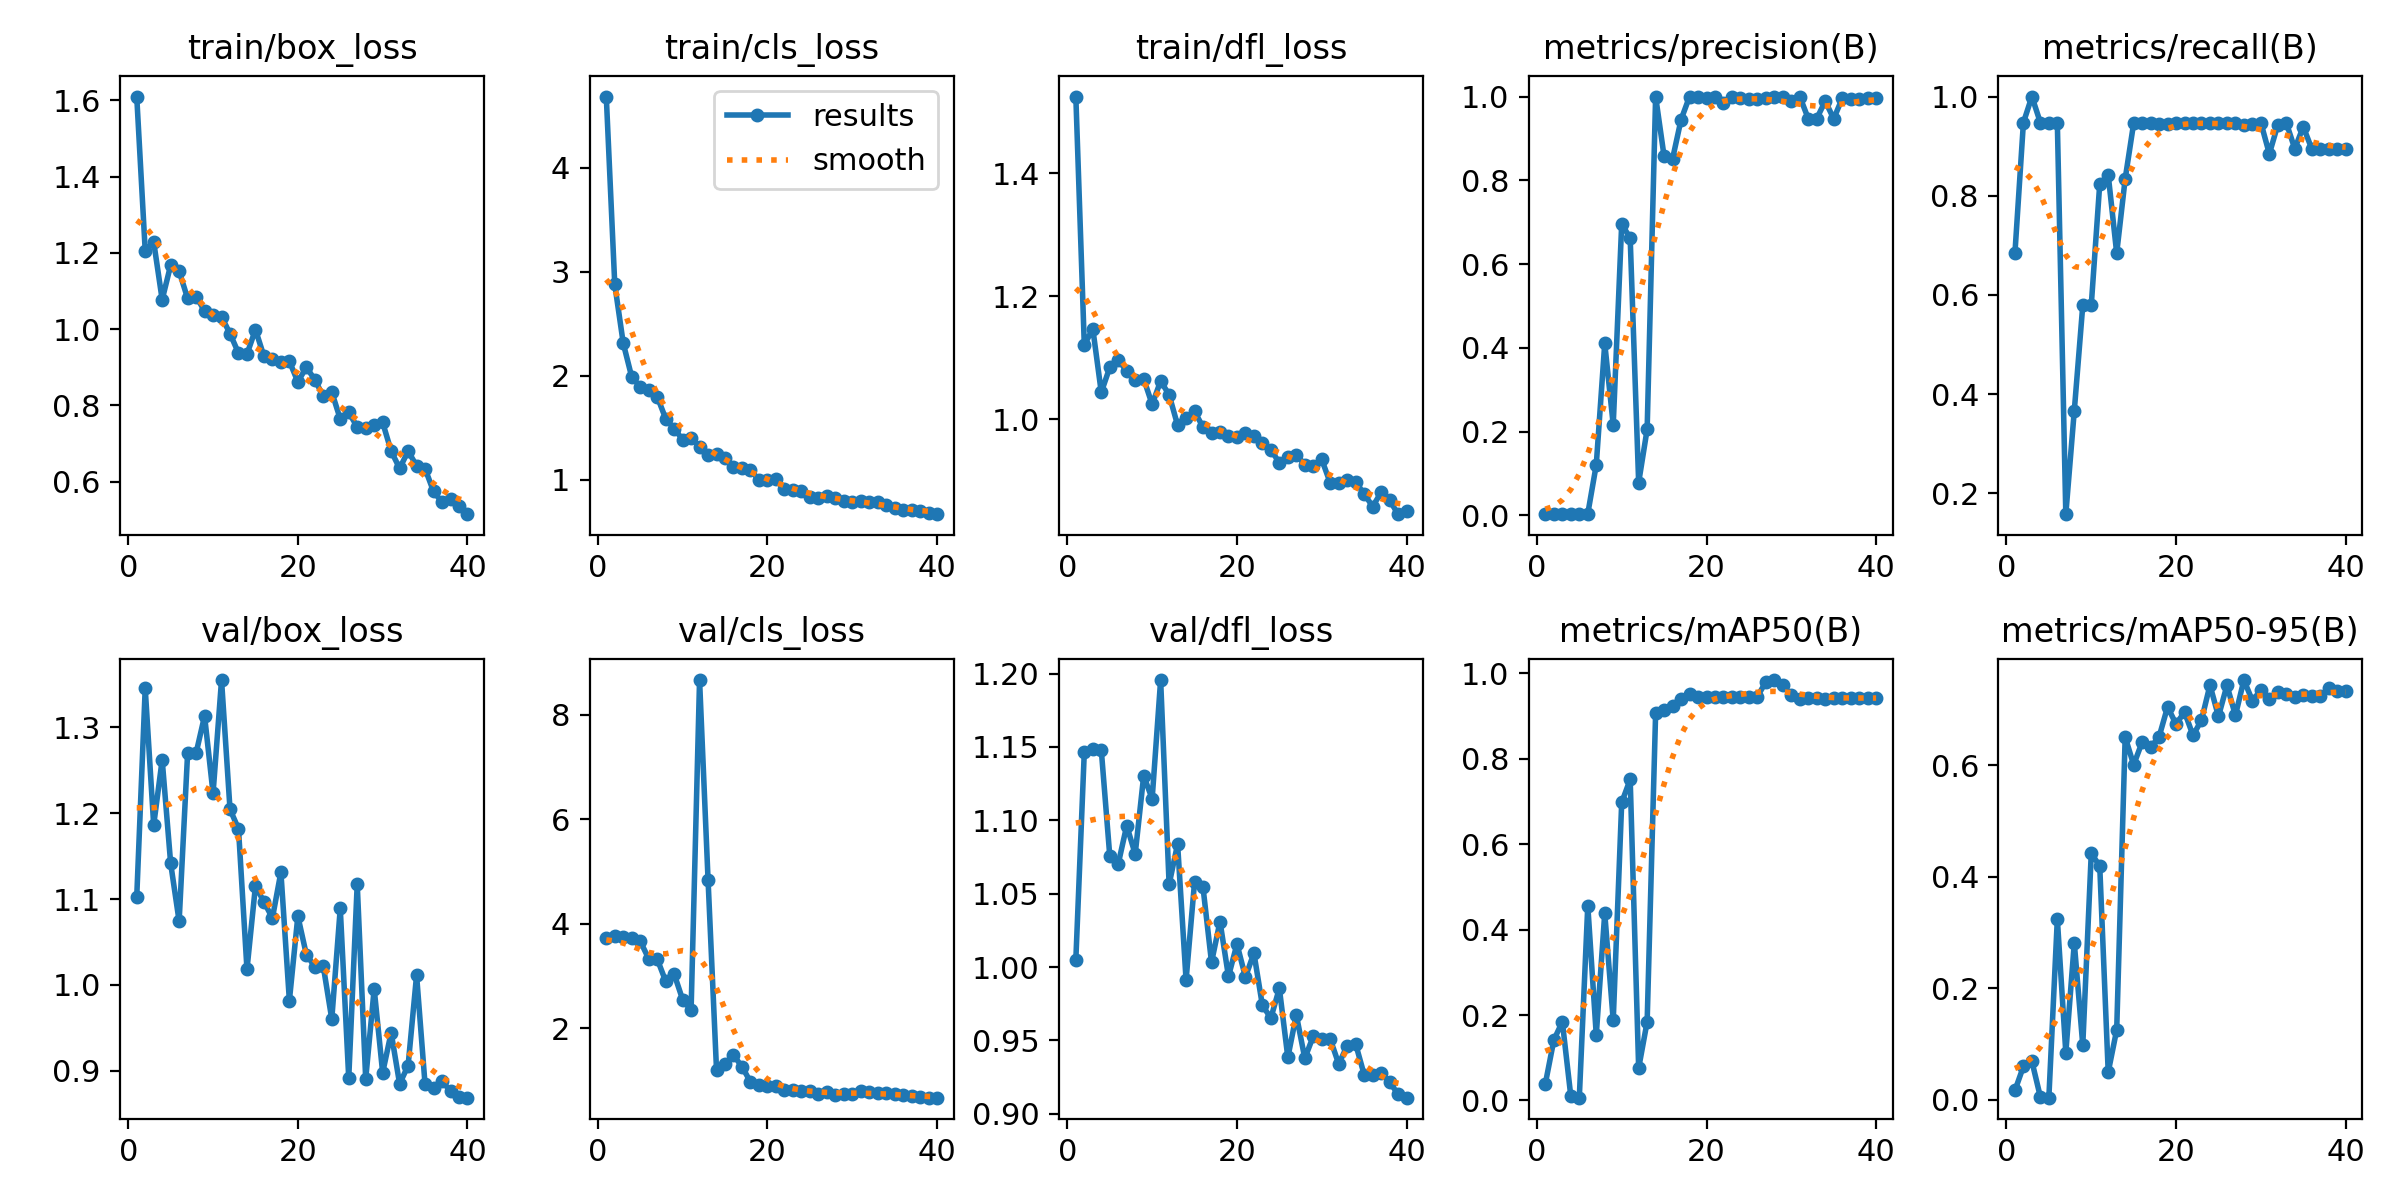 train/box_loss
1.6
1.4
1.2
1.0
0.8
0.6
0 20 40
train/cls_loss
results
smooth
4
3
2
1
0 20 40
train/dfl_loss
1.4
1.2
1.0
0 20 40
metrics/precision(B)
1.0
0.8
0.6
0.4
0.2
0.0
0 20 40
metrics/recall(B)
1.0
0.8
0.6
0.4
0.2
0 20 40
val/box_loss
1.3
1.2
1.1
1.0
0.9
0 20 40
val/cls_loss
8
6
4
2
0 20 40
val/dfl_loss
1.20
1.15
1.10
1.05
1.00
0.95
0.90
0 20 40
metrics/mAP50(B)
1.0
0.8
0.6
0.4
0.2
0.0
0 20 40
metrics/mAP50-95(B)
0.6
0.4
0.2
0.0
0 20 40